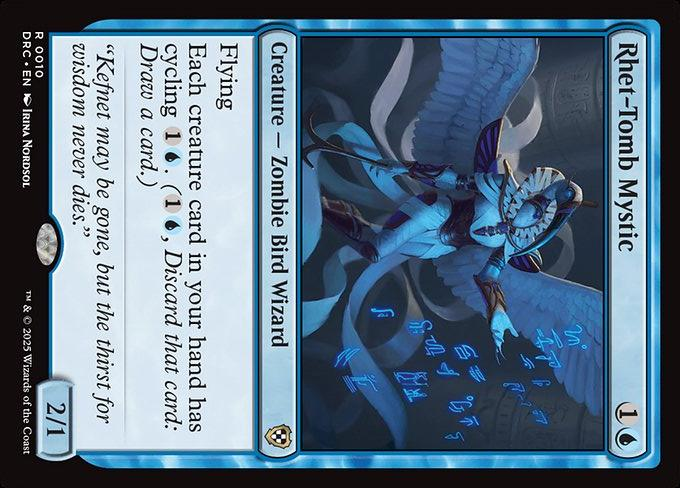 Rhet-Tomb Mystic 1
Creature — Zombie Bird Wizard
Flying
Each creature card in your hand has
cycling 1. (1, Discard that card:
Draw a card.)
“Kefnet may be gone, but the thirst for
wisdom never dies.”
2/1
R 0010
DRC • EN Irina Nordsol
™ & © 2025 Wizards of the Coast